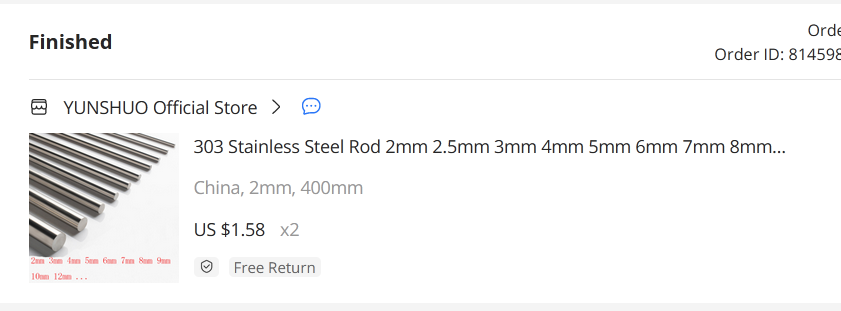 Finished
Orde
Order ID: 814598
YUNSHUO Official Store
303 Stainless Steel Rod 2mm 2.5mm 3mm 4mm 5mm 6mm 7mm 8mm...
China, 2mm, 400mm
US $1.58 x2
Free Return
2mm 3mm 4mm 5mm 6mm 7mm 8mm 9mm
10mm 12mm ...